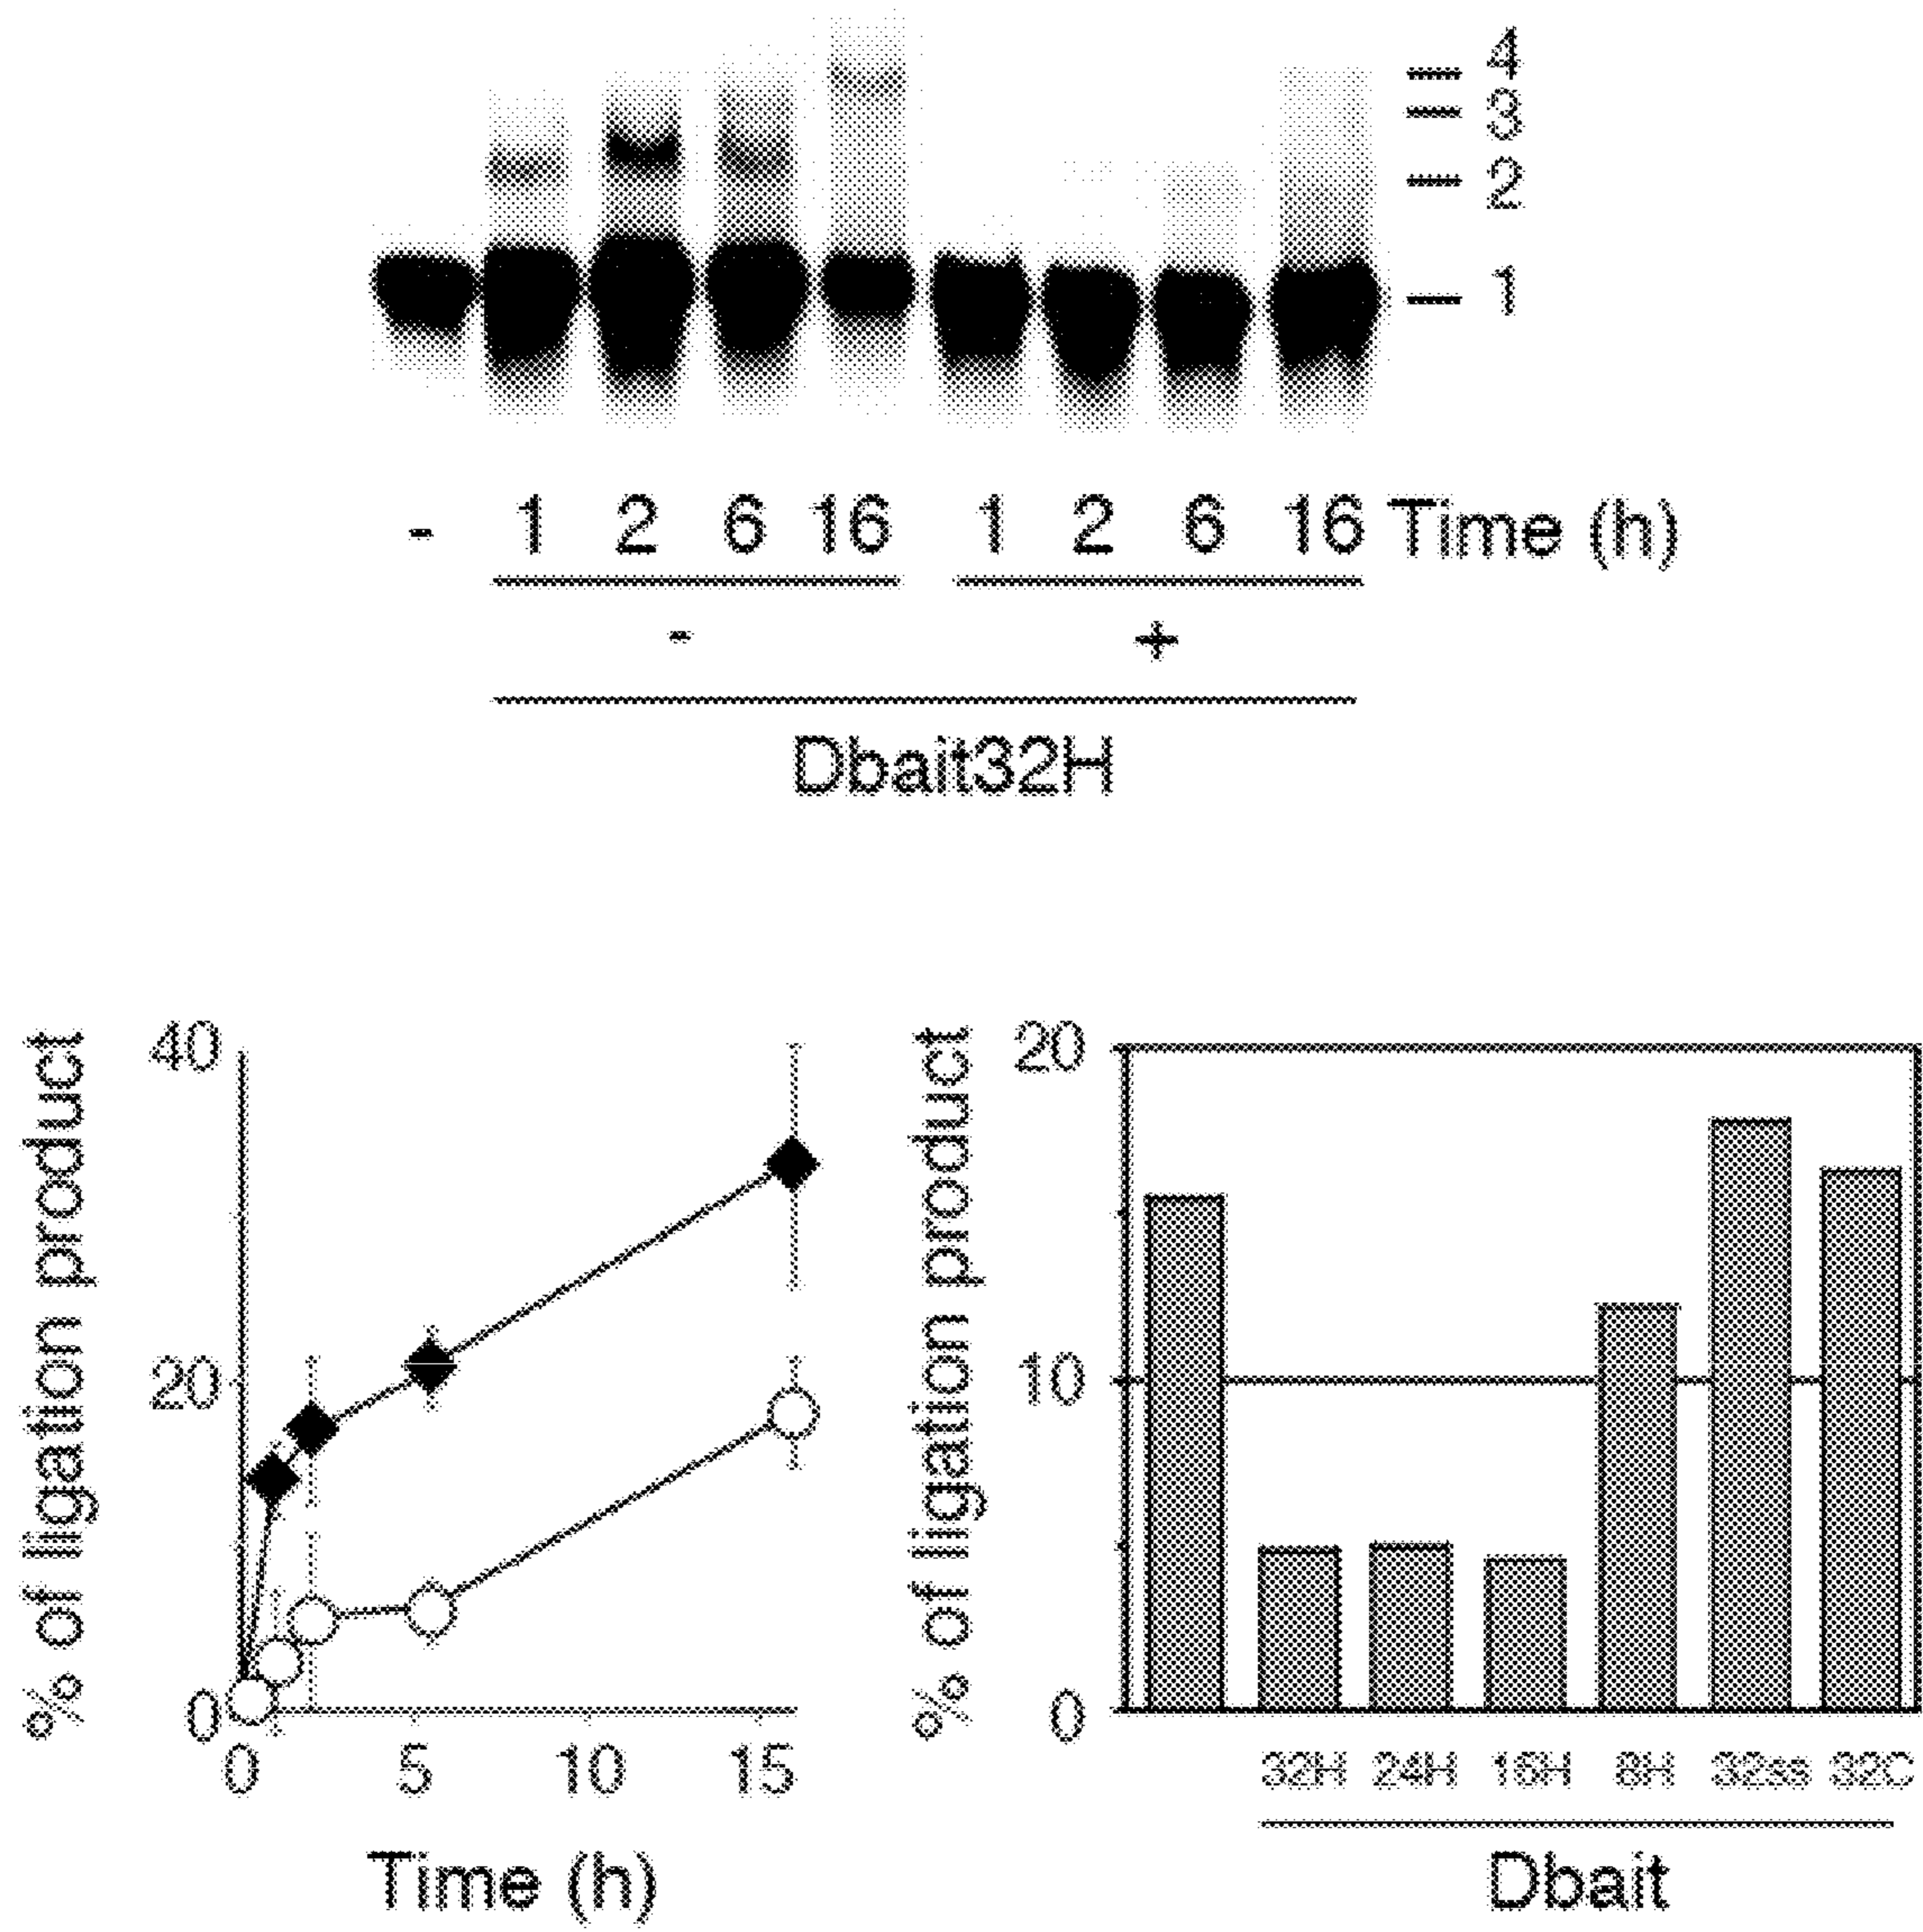 4
3
2
1
- 1 2 6 16 1 2 6 16 Time (h)
- +
Dbait32H
% of ligation product
40
20
0
0 5 10 15
Time (h)
% of ligation product
20
10
0
32H 24H 16H 8H 32ss 32C
Dbait